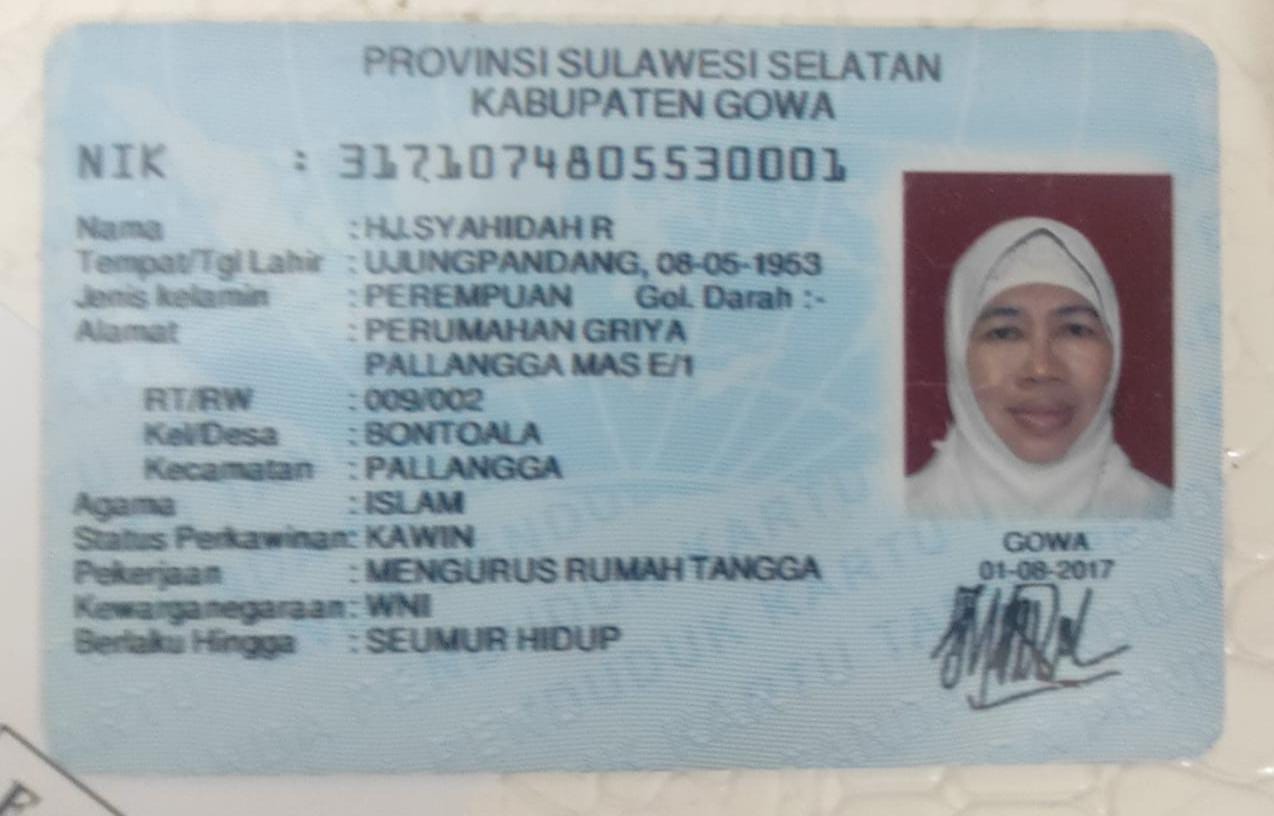 PROVINSI SULAWESI SELATAN
KABUPATEN GOWA
NIK : 3171074805530001
Nama : HJ.SYAHIDAH R
Tempat/Tgl Lahir : UJUNGPANDANG, 08-05-1953
Jenis kelamin : PEREMPUAN Gol. Darah :-
Alamat : PERUMAHAN GRIYA
PALLANGGA MAS E/1
RT/RW : 009/002
Kel/Desa : BONTOALA
Kecamatan : PALLANGGA
Agama : ISLAM
Status Perkawinan: KAWIN
Pekerjaan : MENGURUS RUMAH TANGGA
Kewarganegaraan: WNI
Berlaku Hingga : SEUMUR HIDUP
GOWA
01-08-2017